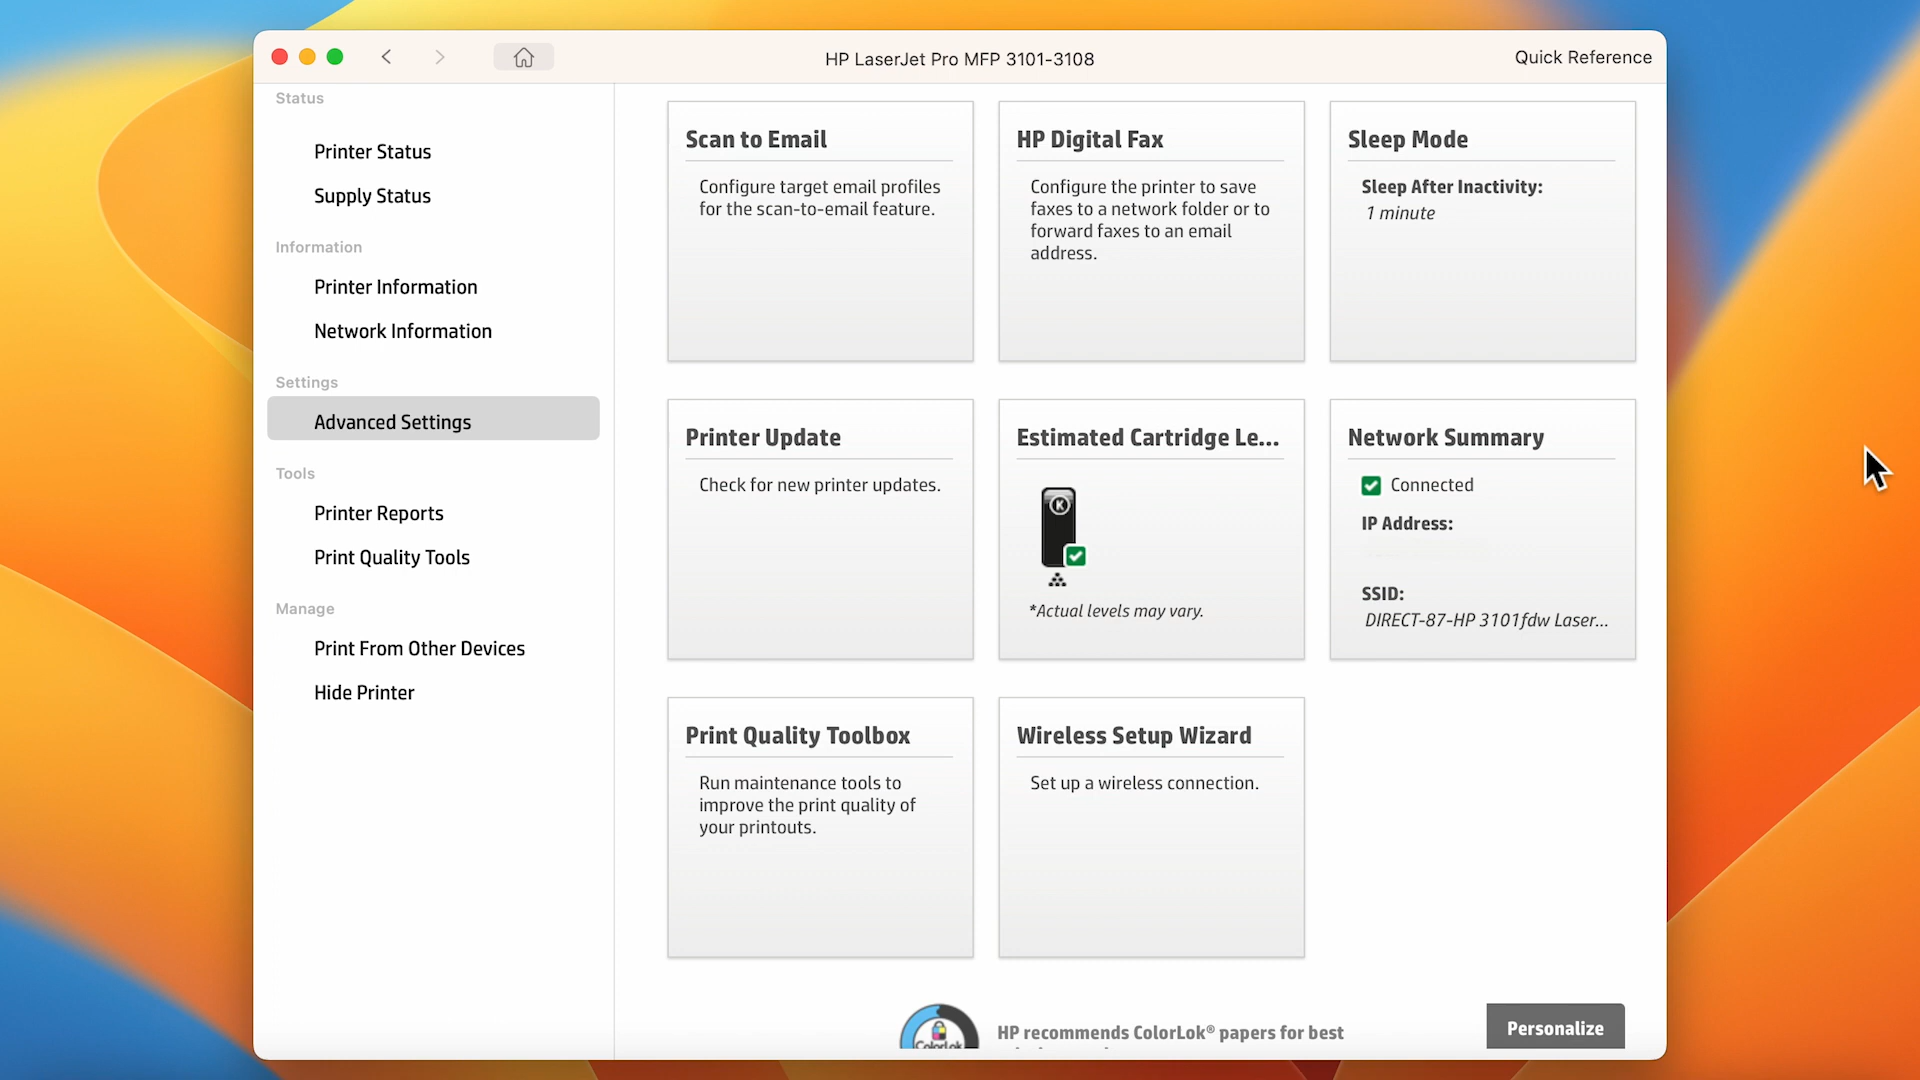 HP LaserJet Pro MFP 3101-3108
Quick Reference
Status
Printer Status
Supply Status
Information
Printer Information
Network Information
Settings
Advanced Settings
Tools
Printer Reports
Print Quality Tools
Manage
Print From Other Devices
Hide Printer
Scan to Email
Configure target email profiles
for the scan-to-email feature.
HP Digital Fax
Configure the printer to save
faxes to a network folder or to
forward faxes to an email
address.
Sleep Mode
Sleep After Inactivity:
1 minute
Printer Update
Check for new printer updates.
Estimated Cartridge Le...
K
*Actual levels may vary.
Network Summary
Connected
IP Address:
SSID:
DIRECT-87-HP 3101fdw Laser...
Print Quality Toolbox
Run maintenance tools to
improve the print quality of
your printouts.
Wireless Setup Wizard
Set up a wireless connection.
ColorLok
HP recommends ColorLok® papers for best
Personalize